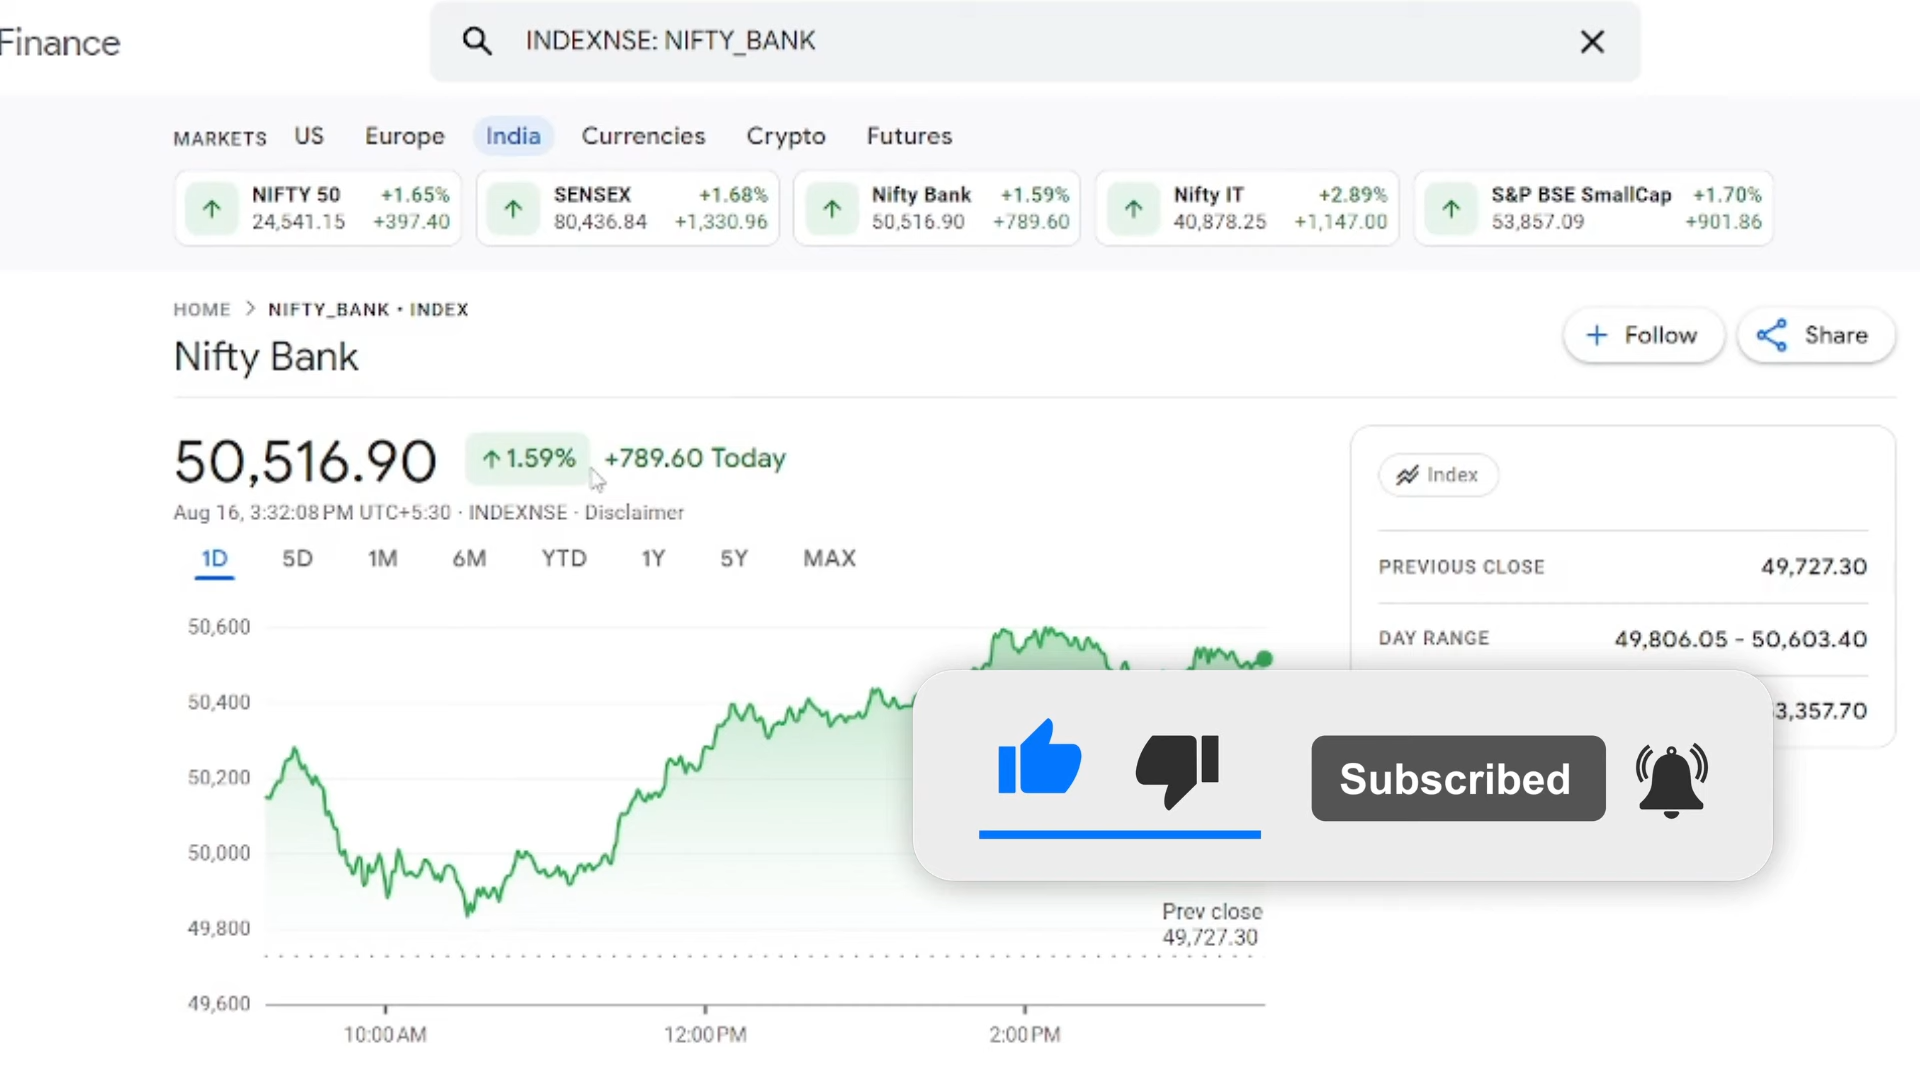 Finance
INDEXNSE: NIFTY_BANK
MARKETS US Europe India Currencies Crypto Futures
NIFTY 50 +1.65%
24,541.15 +397.40
SENSEX +1.68%
80,436.84 +1,330.96
Nifty Bank +1.59%
50,516.90 +789.60
Nifty IT +2.89%
40,878.25 +1,147.00
S&P BSE SmallCap +1.70%
53,857.09 +901.86
HOME > NIFTY_BANK • INDEX
Nifty Bank
+ Follow
Share
50,516.90 ↑1.59% +789.60 Today
Aug 16, 3:32:08 PM UTC+5:30 · INDEXNSE · Disclaimer
1D 5D 1M 6M YTD 1Y 5Y MAX
50,600
50,400
50,200
50,000
49,800
49,600
Prev close
49,727.30
10:00 AM 12:00 PM 2:00 PM
Index
PREVIOUS CLOSE 49,727.30
DAY RANGE 49,806.05 - 50,603.40
3,357.70
Subscribed